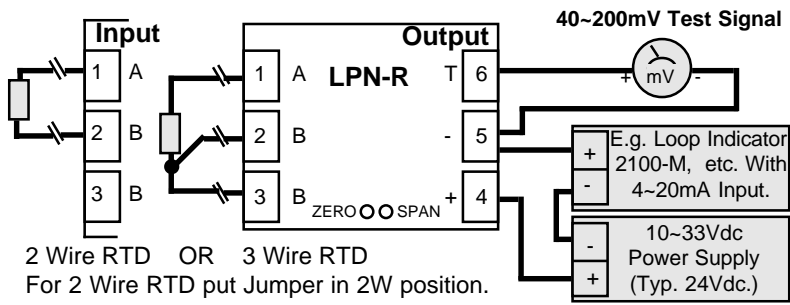 40~200mV Test Signal
Input
Output
LPN-R
1 A
2 B
3 B
1 A
2 B
3 B
T 6
- 5
+ 4
+ mV -
ZERO SPAN
+
-
E.g. Loop Indicator
2100-M, etc. With
4~20mA Input.
-
+
10~33Vdc
Power Supply
(Typ. 24Vdc.)
2 Wire RTD OR 3 Wire RTD
For 2 Wire RTD put Jumper in 2W position.